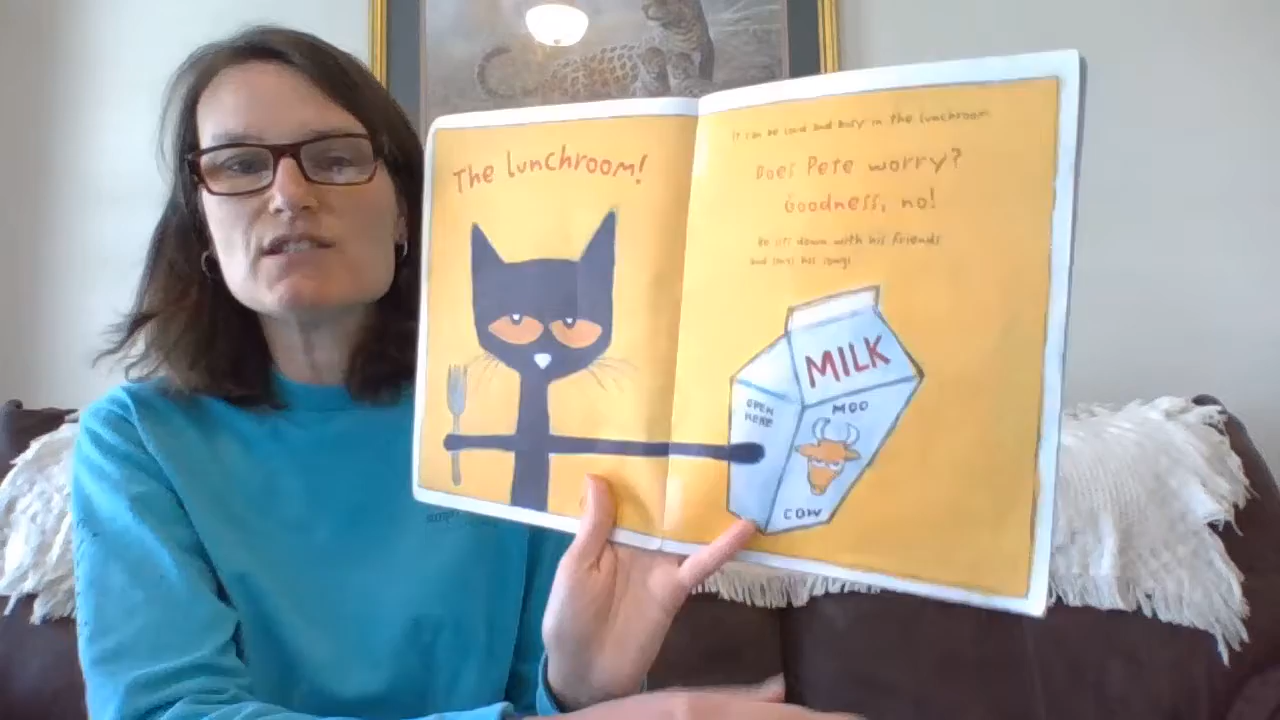 The lunchroom!
It can be loud and busy in the lunchroom.
Does Pete worry?
Goodness, no!
He sits down with his friends
and sings his song:
MILK
OPEN
HERE
MOO
COW